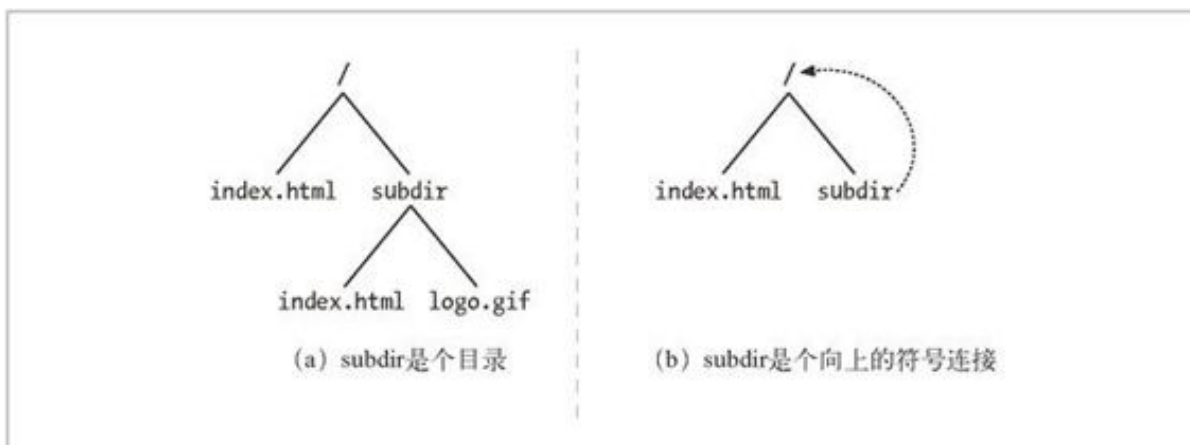 /
index.html subdir
index.html logo.gif
(a) subdir是个目录
/
index.html subdir
(b) subdir是个向上的符号连接